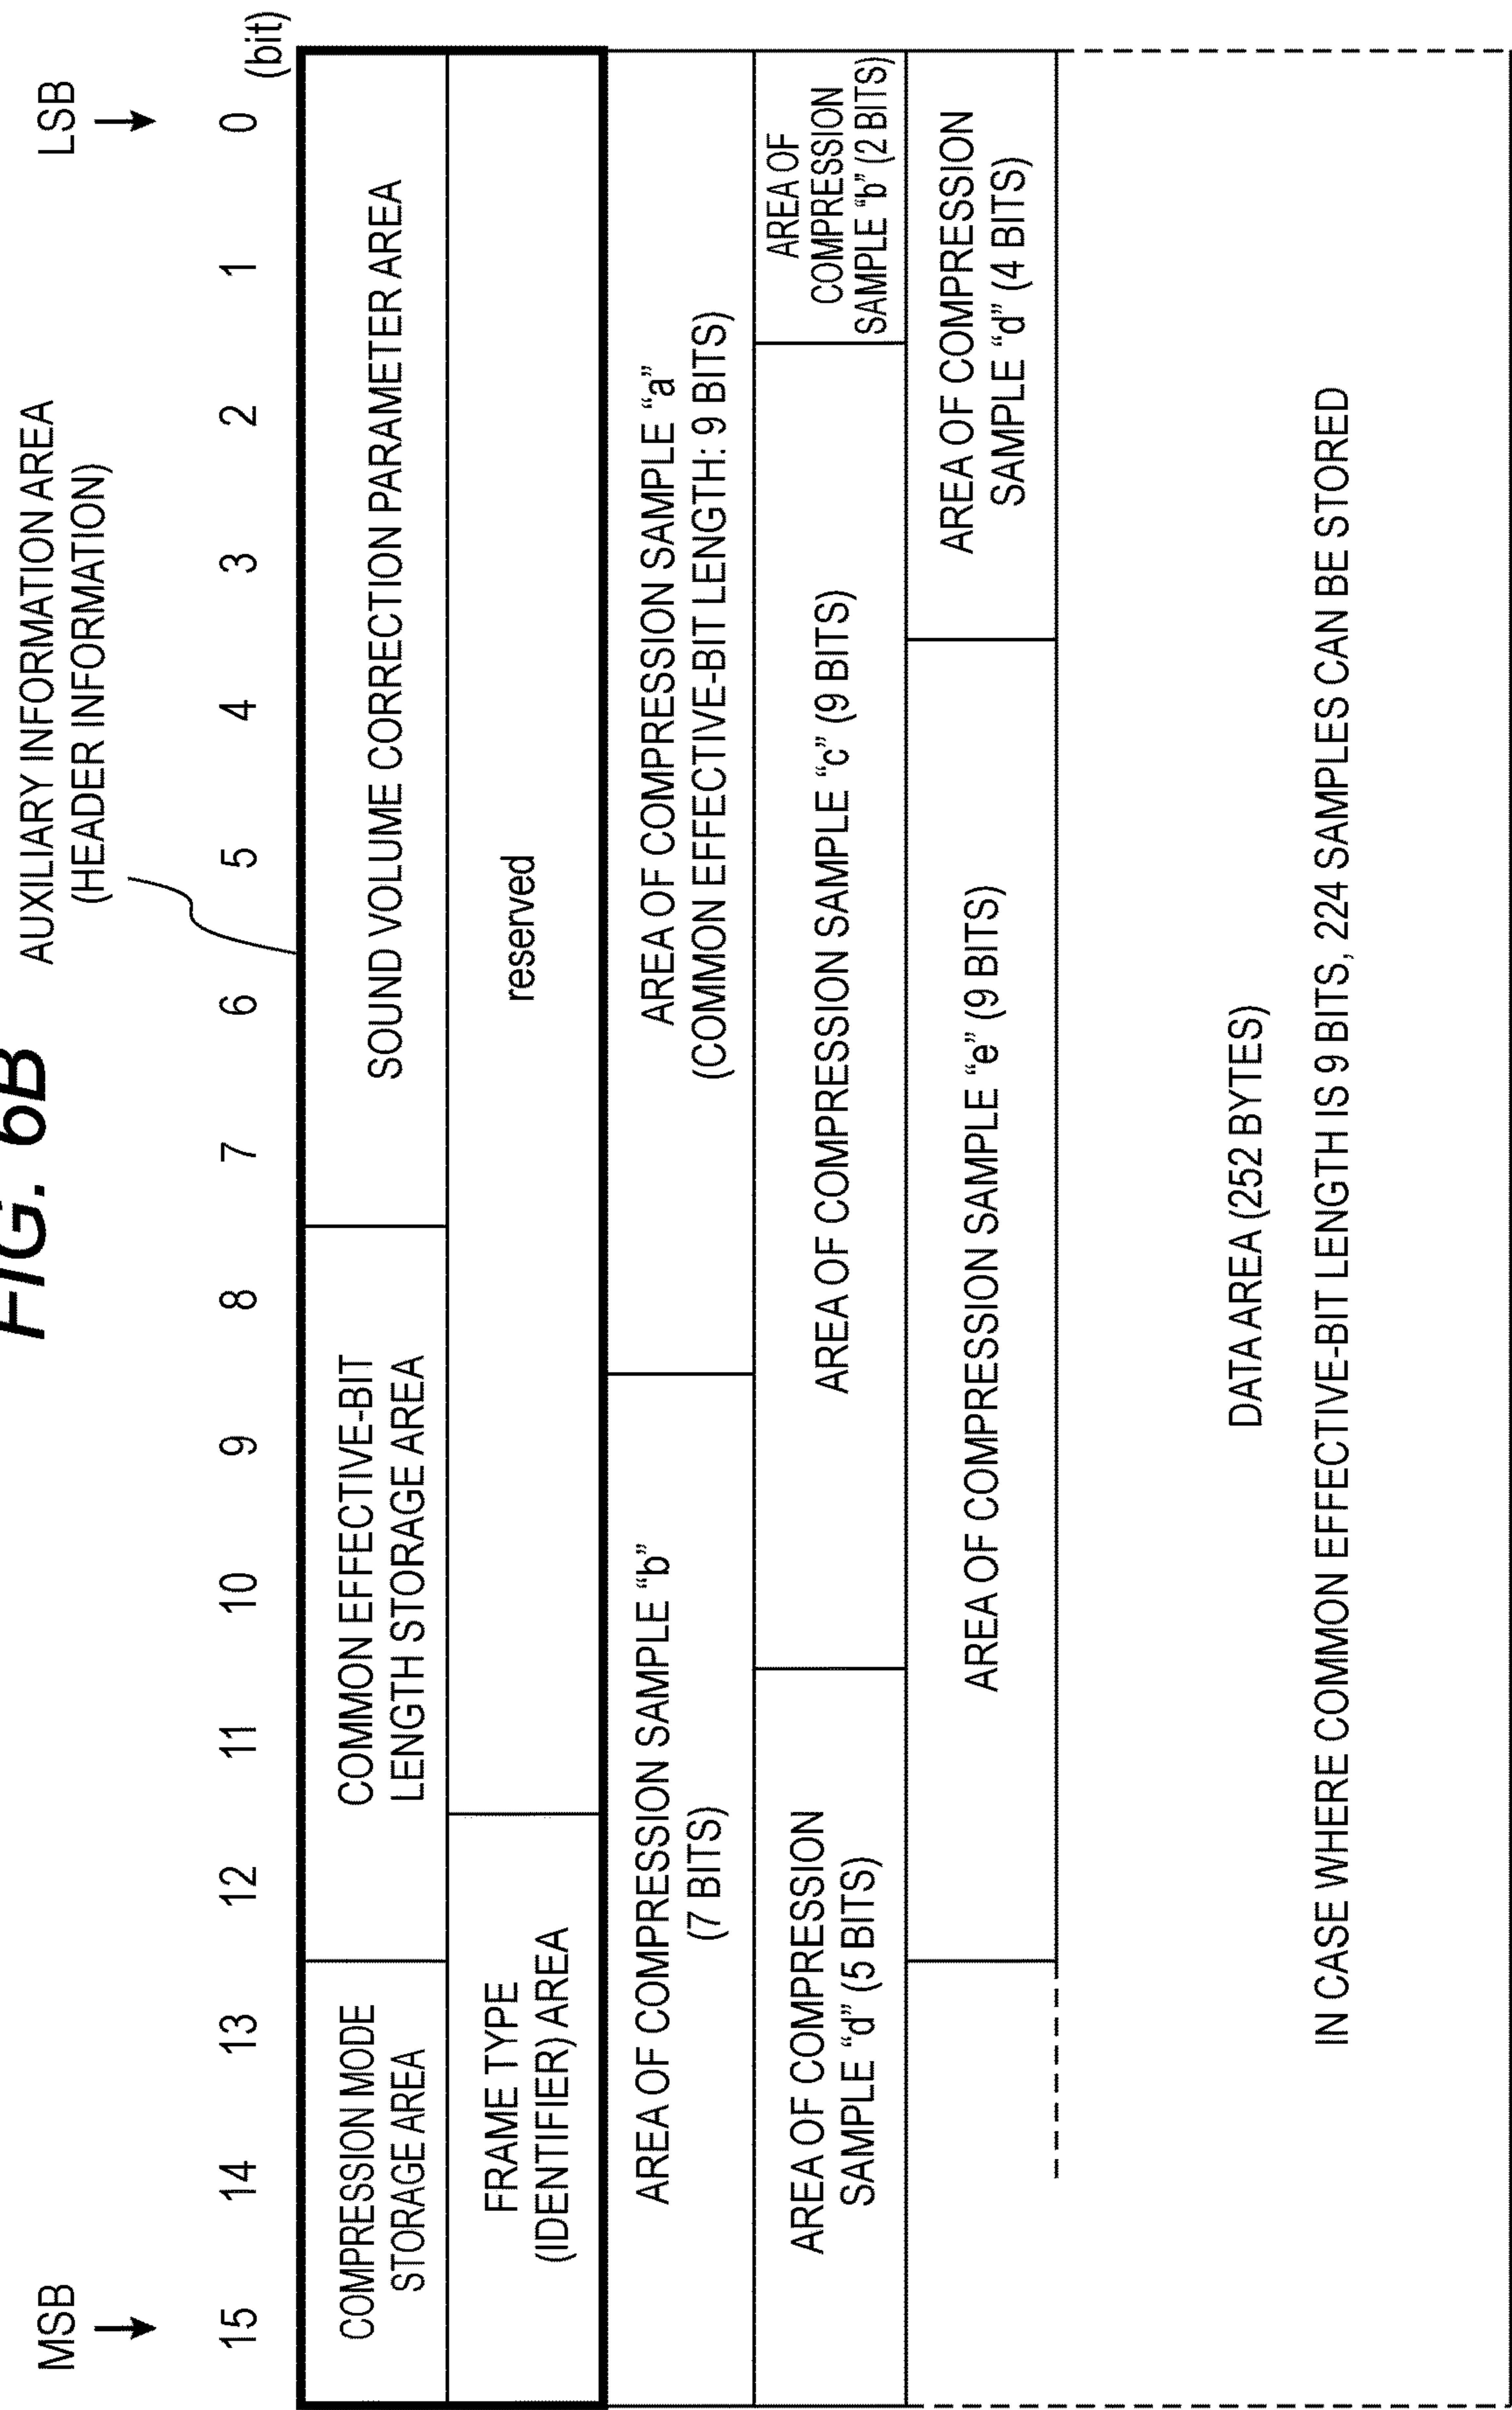 FIG. 6B
AUXILIARY INFORMATION AREA
(HEADER INFORMATION)
MSB
LSB
15 14 13 12 11 10 9 8 7 6 5 4 3 2 1 0 (bit)
COMPRESSION MODE
STORAGE AREA
COMMON EFFECTIVE-BIT
LENGTH STORAGE AREA
SOUND VOLUME CORRECTION PARAMETER AREA
FRAME TYPE
(IDENTIFIER) AREA
reserved
AREA OF COMPRESSION SAMPLE “b”
(7 BITS)
AREA OF COMPRESSION SAMPLE “a”
(COMMON EFFECTIVE-BIT LENGTH: 9 BITS)
AREA OF COMPRESSION
SAMPLE “d” (5 BITS)
AREA OF COMPRESSION SAMPLE “c” (9 BITS)
AREA OF
COMPRESSION
SAMPLE “b” (2 BITS)
AREA OF COMPRESSION SAMPLE “e” (9 BITS)
AREA OF COMPRESSION
SAMPLE “d” (4 BITS)
DATA AREA (252 BYTES)
IN CASE WHERE COMMON EFFECTIVE-BIT LENGTH IS 9 BITS, 224 SAMPLES CAN BE STORED